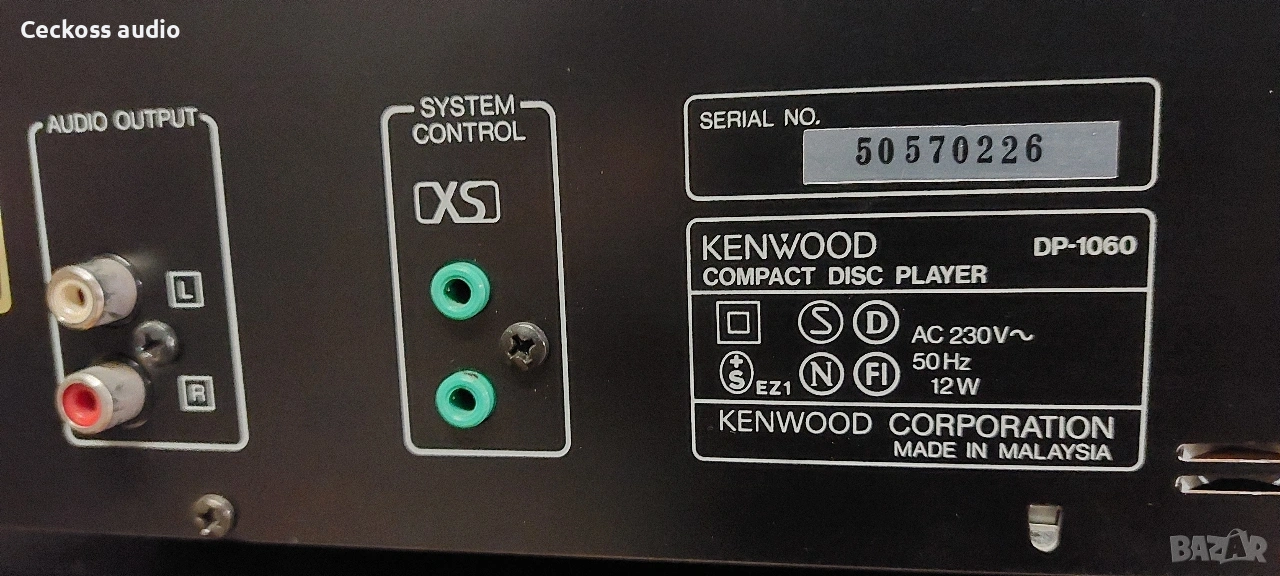 Ceckoss audio
AUDIO OUTPUT
L
R
SYSTEM
CONTROL
XS
SERIAL NO.
50570226
KENWOOD DP-1060
COMPACT DISC PLAYER
S D AC 230V~
50Hz
+S EZ1 N FI 12W
KENWOOD CORPORATION
MADE IN MALAYSIA
BAZAR